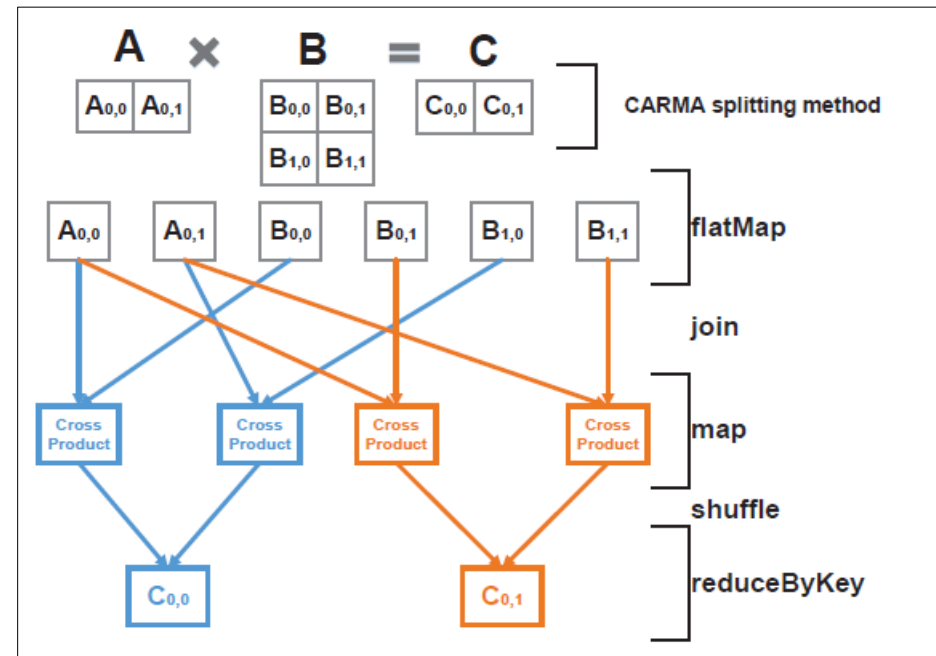 A × B = C
A0,0 A0,1 B0,0 B0,1 C0,0 C0,1 CARMA splitting method
B1,0 B1,1
A0,0 A0,1 B0,0 B0,1 B1,0 B1,1 flatMap
join
Cross Cross Cross Cross
Product Product Product Product map
shuffle
C0,0 C0,1 reduceByKey